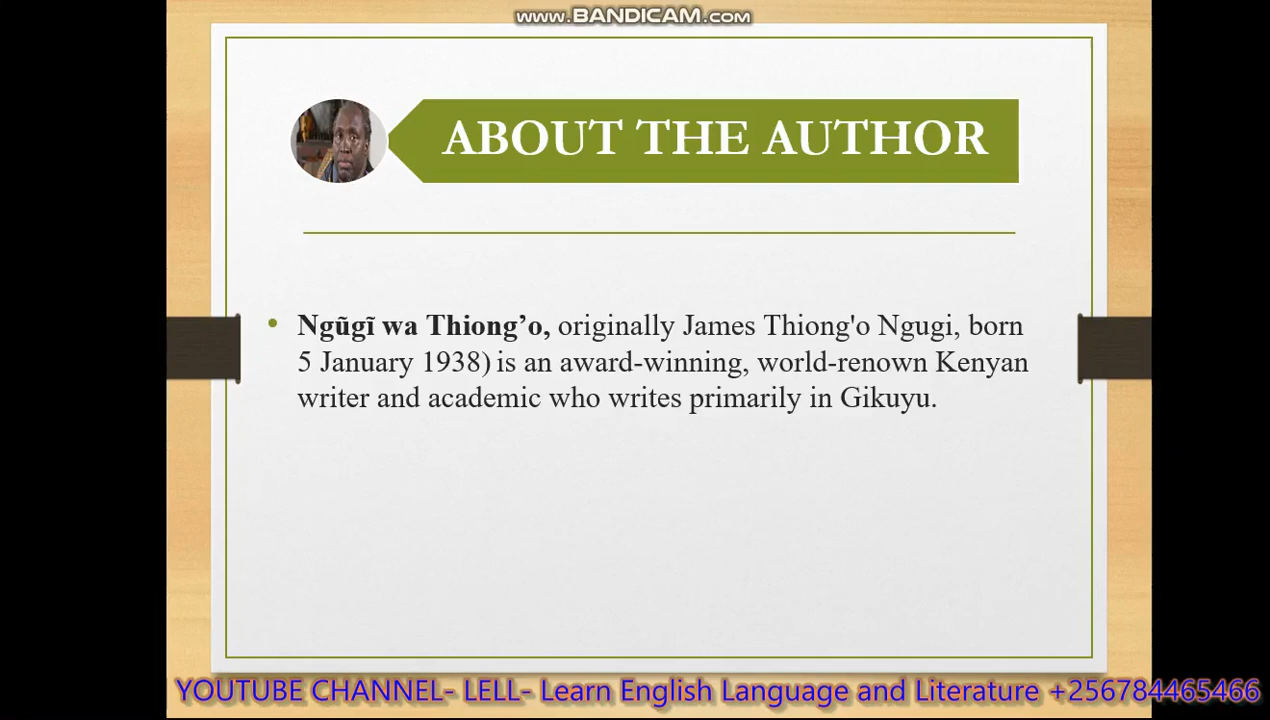 www.BANDICAM.com
ABOUT THE AUTHOR
• Ngũgĩ wa Thiong’o, originally James Thiong'o Ngugi, born
5 January 1938) is an award-winning, world-renown Kenyan
writer and academic who writes primarily in Gikuyu.
YOUTUBE CHANNEL- LELL- Learn English Language and Literature +256784465466